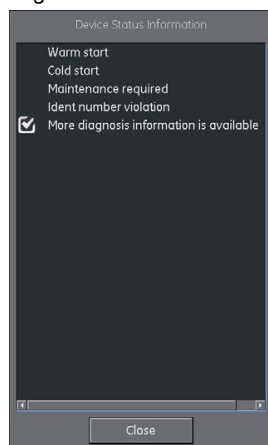 Device Status Information
Warm start
Cold start
Maintenance required
Ident number violation
More diagnosis information is available
Close